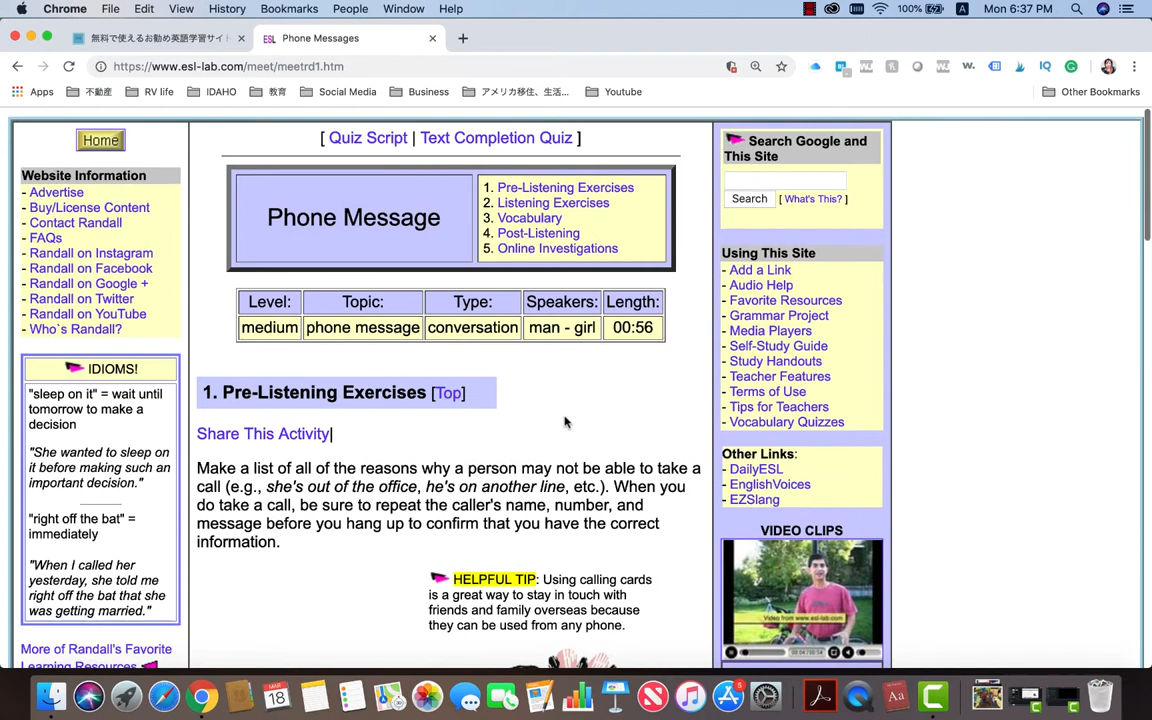 Chrome File Edit View History Bookmarks People Window Help 100% A Mon 6:37 PM
無料で使えるお勧め英語学習サイト
ESL Phone Messages
https://www.esl-lab.com/meet/meetrd1.htm
Apps 不動産 RV life IDAHO 教育 Social Media Business アメリカ移住、生活... Youtube Other Bookmarks
Home
Website Information
- Advertise
- Buy/License Content
- Contact Randall
- FAQs
- Randall on Instagram
- Randall on Facebook
- Randall on Google +
- Randall on Twitter
- Randall on YouTube
- Who`s Randall?
IDIOMS!
"sleep on it" = wait until
tomorrow to make a
decision
"She wanted to sleep on
it before making such an
important decision."
"right off the bat" =
immediately
"When I called her
yesterday, she told me
right off the bat that she
was getting married."
More of Randall's Favorite
Learning Resources
[ Quiz Script | Text Completion Quiz ]
Phone Message
1. Pre-Listening Exercises
2. Listening Exercises
3. Vocabulary
4. Post-Listening
5. Online Investigations
Level: Topic: Type: Speakers: Length:
medium phone message conversation man - girl 00:56
1. Pre-Listening Exercises [Top]
Share This Activity
Make a list of all of the reasons why a person may not be able to take a
call (e.g., she's out of the office, he's on another line, etc.). When you
do take a call, be sure to repeat the caller's name, number, and
message before you hang up to confirm that you have the correct
information.
HELPFUL TIP: Using calling cards
is a great way to stay in touch with
friends and family overseas because
they can be used from any phone.
Search Google and
This Site
Search [ What's This? ]
Using This Site
- Add a Link
- Audio Help
- Favorite Resources
- Grammar Project
- Media Players
- Self-Study Guide
- Study Handouts
- Teacher Features
- Terms of Use
- Tips for Teachers
- Vocabulary Quizzes
Other Links:
- DailyESL
- EnglishVoices
- EZSlang
VIDEO CLIPS
Video from www.esl-lab.com